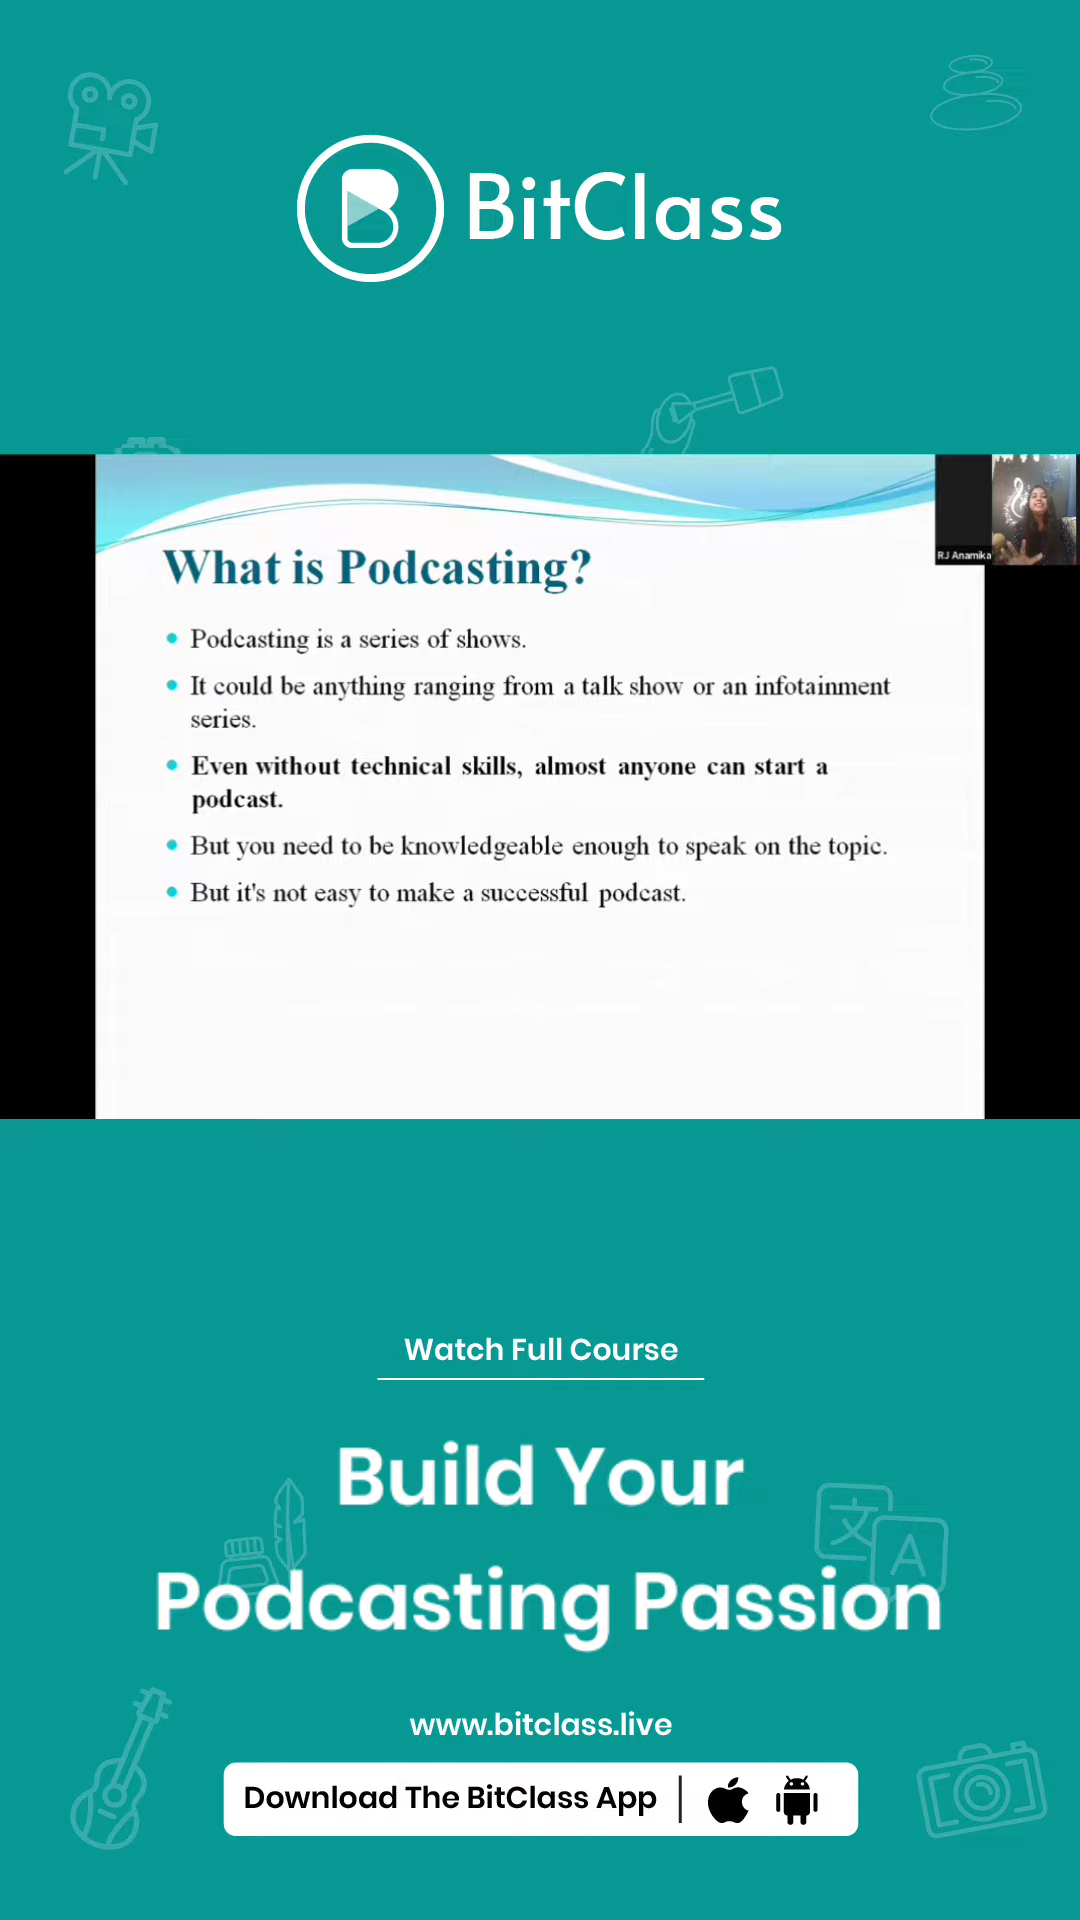 BitClass
RJ Anamika
What is Podcasting?
Podcasting is a series of shows.
It could be anything ranging from a talk show or an infotainment
series.
Even without technical skills, almost anyone can start a
podcast.
But you need to be knowledgeable enough to speak on the topic.
But it's not easy to make a successful podcast.
Watch Full Course
Build Your
Podcasting Passion
文
A
www.bitclass.live
Download The BitClass App